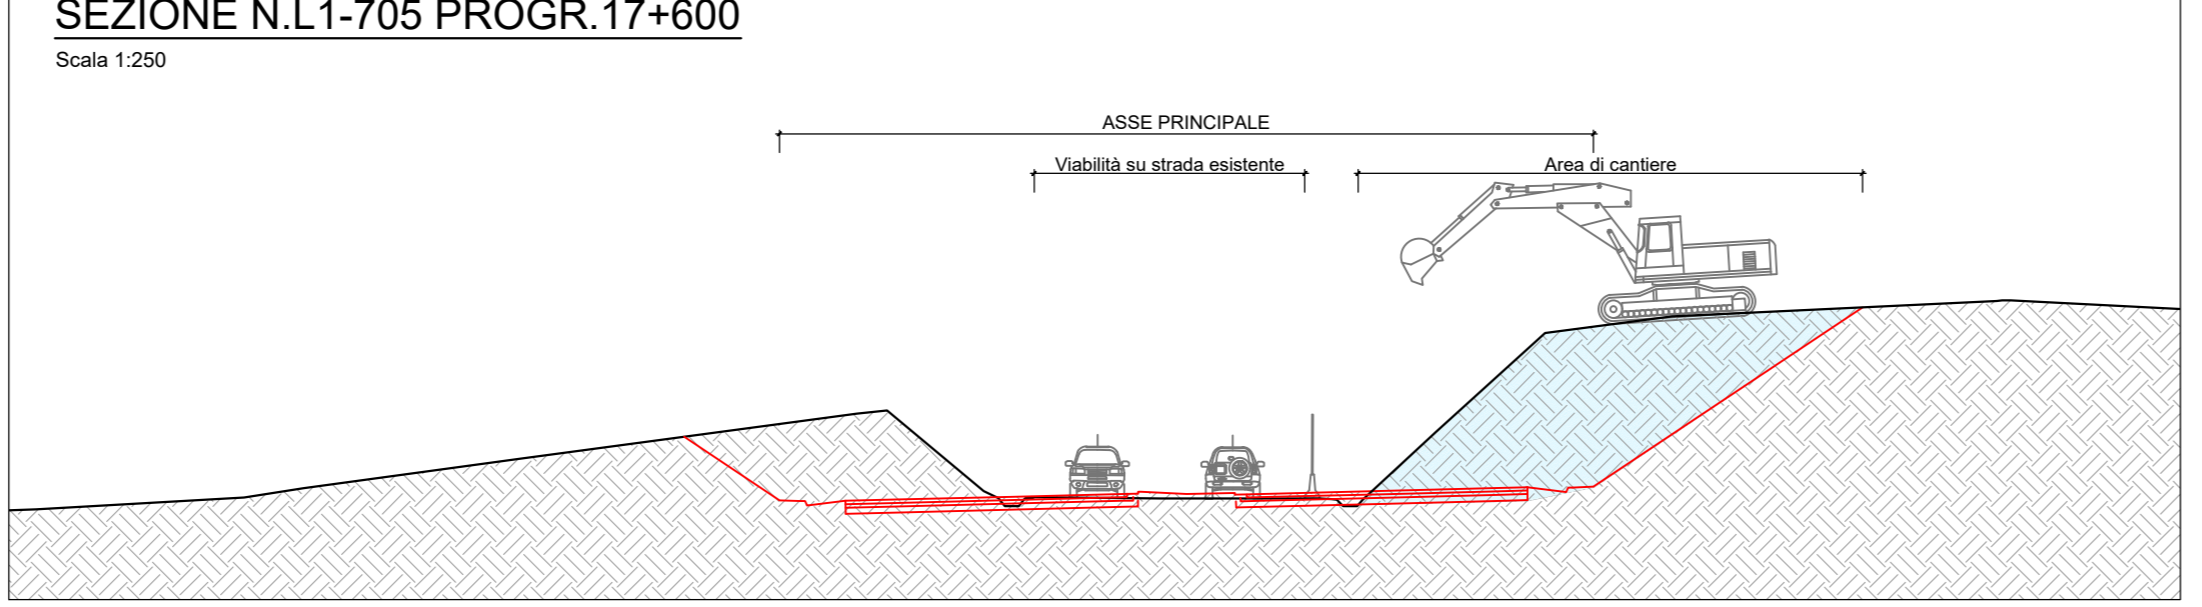 SEZIONE N.L1-705 PROGR.17+600
Scala 1:250
ASSE PRINCIPALE
Viabilità su strada esistente
Area di cantiere